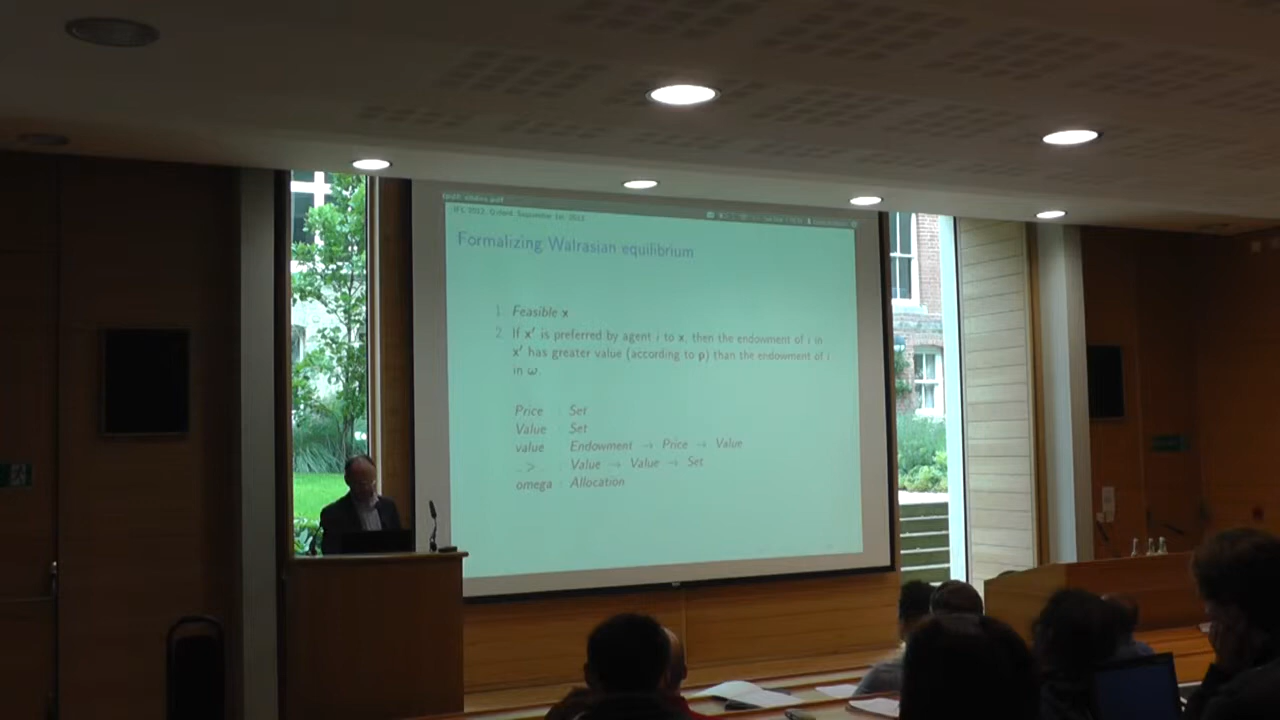 IFL 2012, Oxford, September 1st, 2012
Formalizing Walrasian equilibrium
1. Feasible x
2. If x′ is preferred by agent i to x, then the endowment of i in
x′ has greater value (according to p) than the endowment of i
in ω.
Price : Set
Value : Set
value : Endowment → Price → Value
_>_ : Value → Value → Set
omega : Allocation